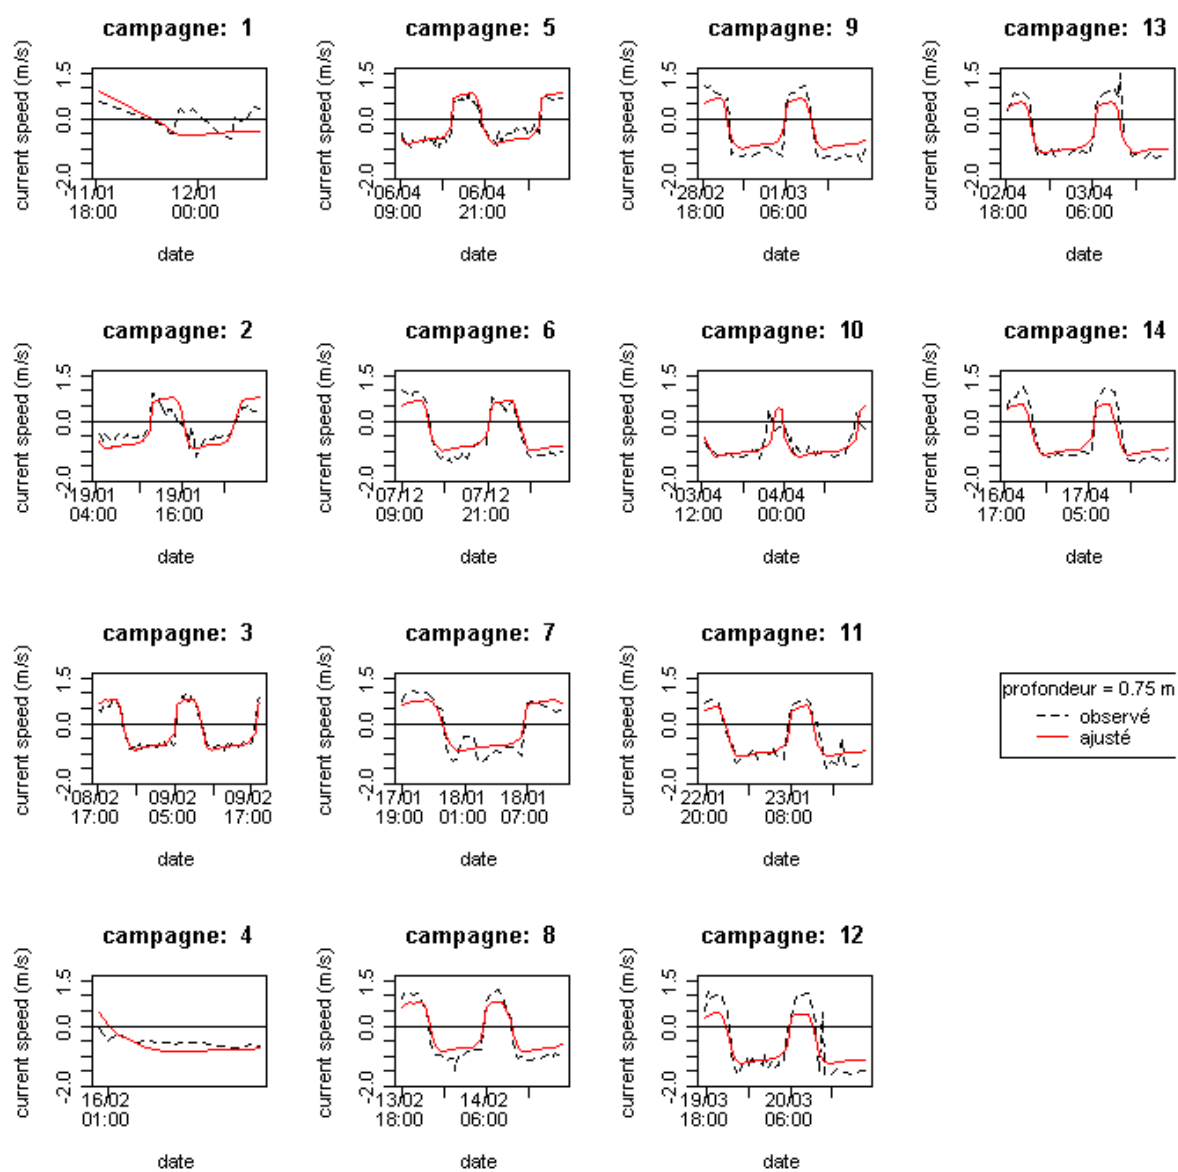 campagne: 1
current speed (m/s)
1.5
0.0
-2.0
11/01 12/01
18:00 00:00
date
campagne: 5
current speed (m/s)
1.5
0.0
-2.0
06/04 06/04
09:00 21:00
date
campagne: 9
current speed (m/s)
1.5
0.0
-2.0
28/02 01/03
18:00 06:00
date
campagne: 13
current speed (m/s)
1.5
0.0
-2.0
02/04 03/04
18:00 06:00
date
campagne: 2
current speed (m/s)
1.5
0.0
-2.0
19/01 19/01
04:00 16:00
date
campagne: 6
current speed (m/s)
1.5
0.0
-2.0
07/12 07/12
09:00 21:00
date
campagne: 10
current speed (m/s)
1.5
0.0
-2.0
03/04 04/04
12:00 00:00
date
campagne: 14
current speed (m/s)
1.5
0.0
-2.0
16/04 17/04
17:00 05:00
date
campagne: 3
current speed (m/s)
1.5
0.0
-2.0
08/02 09/02 09/02
17:00 05:00 17:00
date
campagne: 7
current speed (m/s)
1.5
0.0
-2.0
17/01 18/01 18/01
19:00 01:00 07:00
date
campagne: 11
current speed (m/s)
1.5
0.0
-2.0
22/01 23/01
20:00 08:00
date
profondeur = 0.75 m
observé
ajusté
campagne: 4
current speed (m/s)
1.5
0.0
-2.0
16/02
01:00
date
campagne: 8
current speed (m/s)
1.5
0.0
-2.0
13/02 14/02
18:00 06:00
date
campagne: 12
current speed (m/s)
1.5
0.0
-2.0
19/03 20/03
18:00 06:00
date